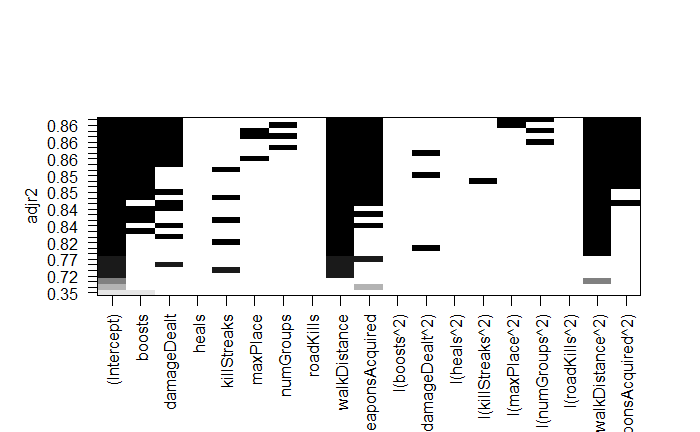 adjr2
0.86
0.86
0.86
0.85
0.85
0.84
0.84
0.82
0.77
0.72
0.35
(Intercept)
boosts
damageDealt
heals
killStreaks
maxPlace
numGroups
roadKills
walkDistance
eaponsAcquired
I(boosts^2)
damageDealt^2)
I(heals^2)
I(killStreaks^2)
I(maxPlace^2)
I(numGroups^2)
I(roadKills^2)
walkDistance^2)
ponsAcquired^2)